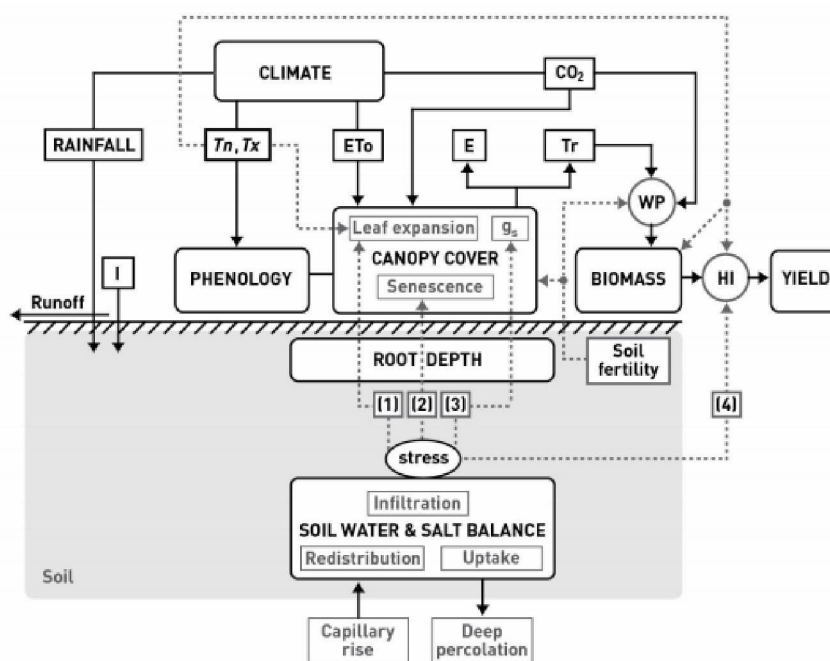 CLIMATE
CO₂
RAINFALL
Tn, Tx
ETo
E
Tr
WP
Leaf expansion
gₛ
CANOPY COVER
Senescence
PHENOLOGY
BIOMASS
HI
YIELD
I
Runoff
ROOT DEPTH
Soil
fertility
(1)
(2)
(3)
(4)
stress
Infiltration
SOIL WATER & SALT BALANCE
Redistribution
Uptake
Soil
Capillary
rise
Deep
percolation